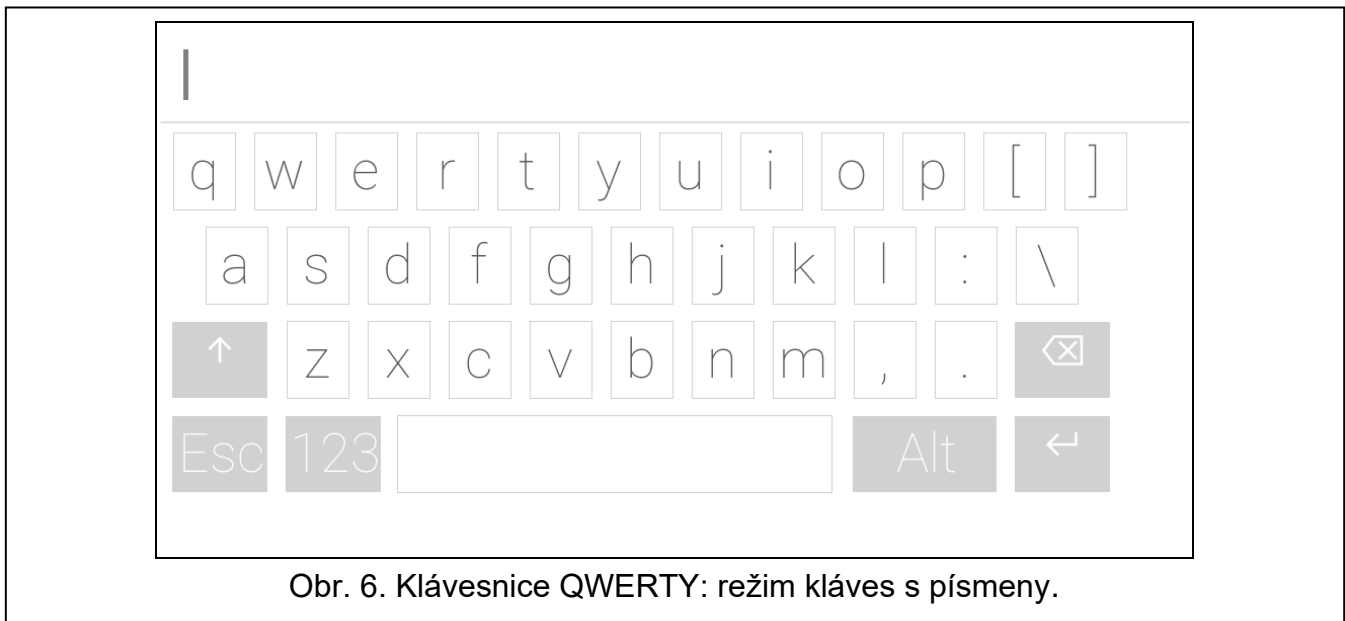 q w e r t y u i o p [ ]
a s d f g h j k l : \
↑ z x c v b n m , . ⌫
Esc 123 Alt ↵
Obr. 6. Klávesnice QWERTY: režim kláves s písmeny.